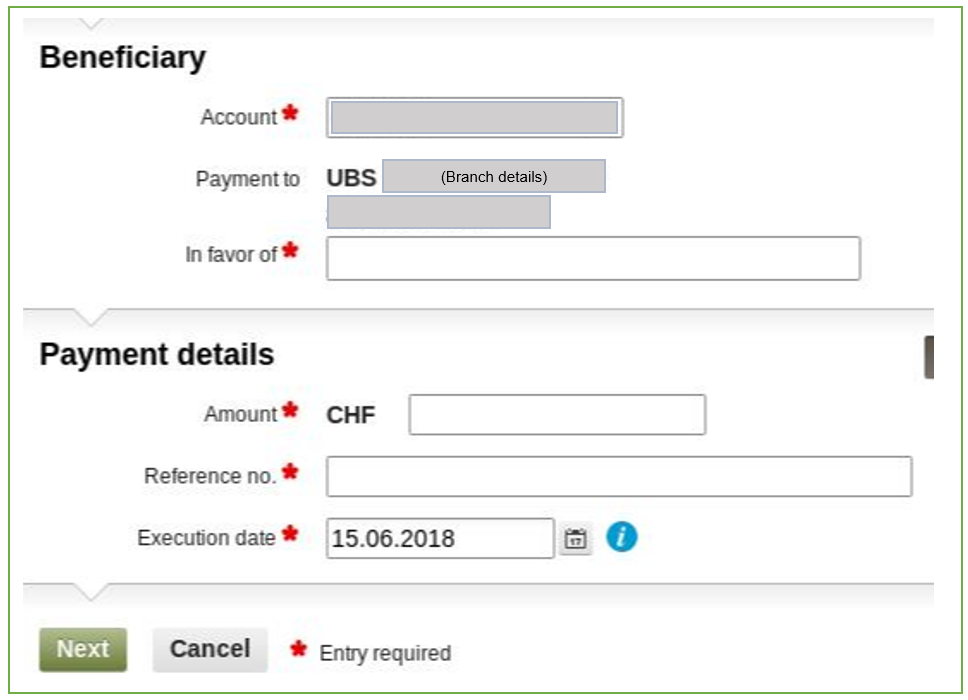 Beneficiary
Account *
Payment to UBS (Branch details)
In favor of *
Payment details
Amount * CHF
Reference no. *
Execution date * 15.06.2018 17 i
Next Cancel * Entry required